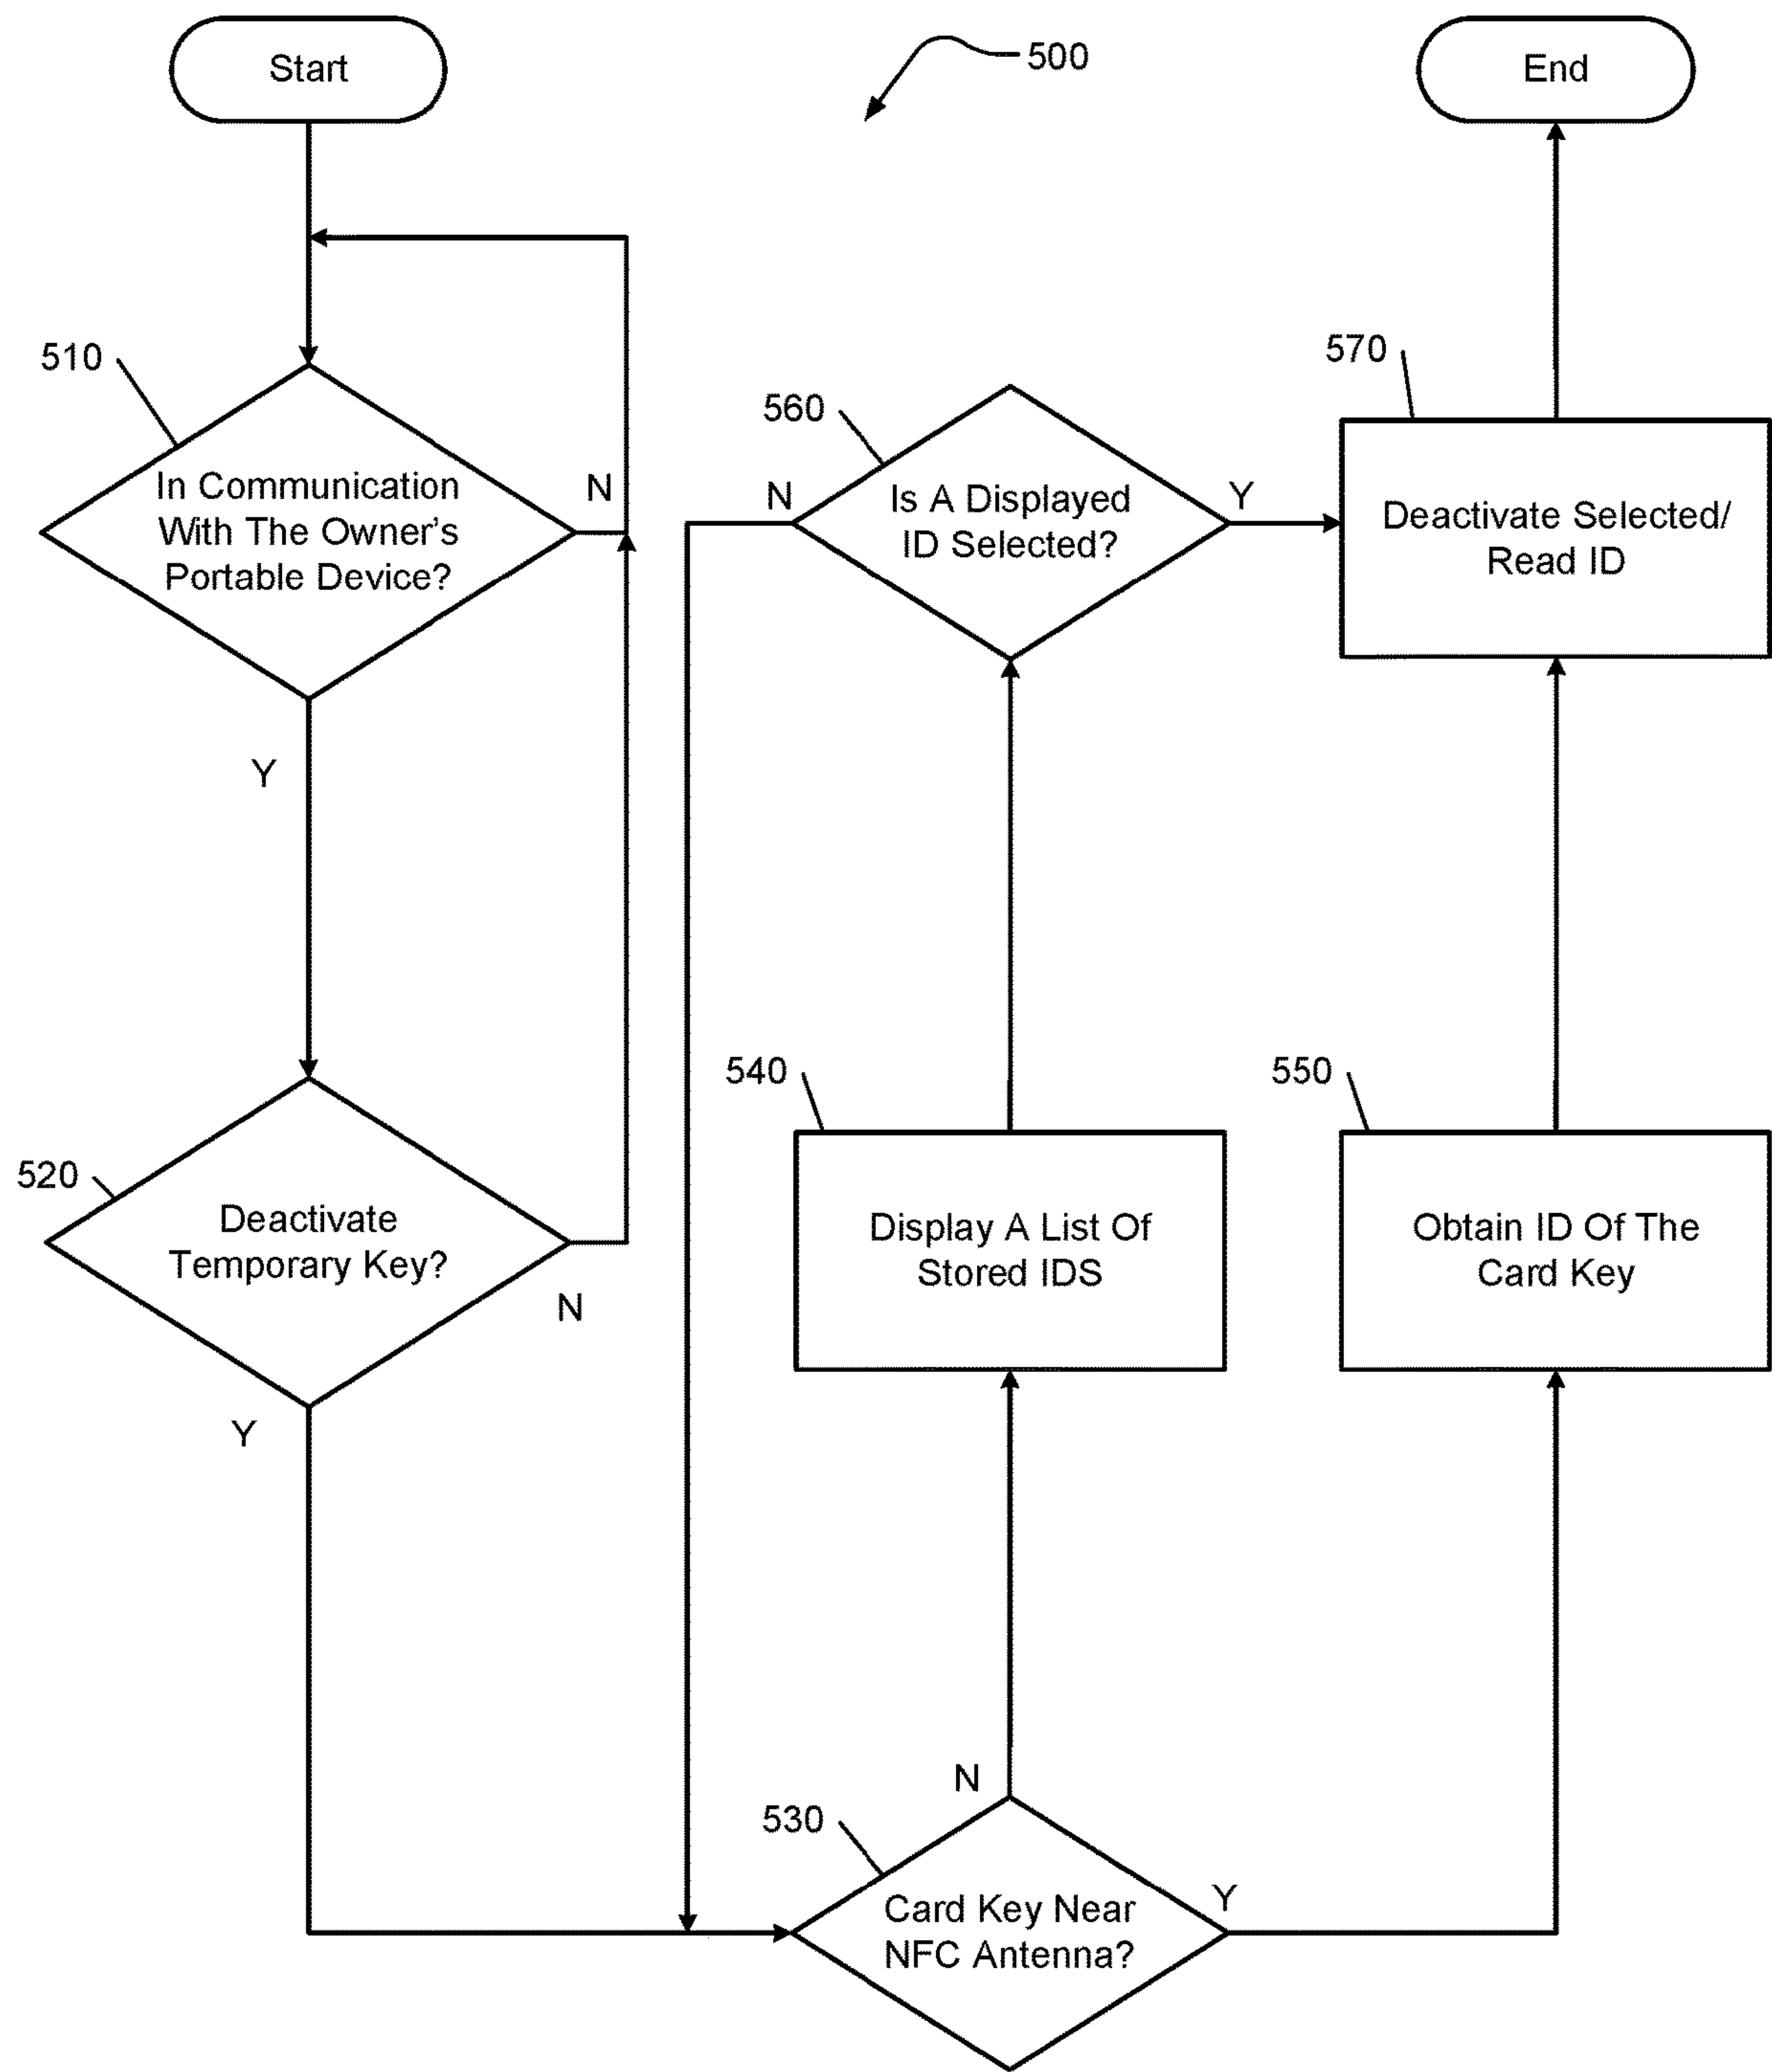 Start
500
End
510
In Communication
With The Owner's
Portable Device?
N
Y
560
N
Is A Displayed
ID Selected?
Y
570
Deactivate Selected/
Read ID
520
Deactivate
Temporary Key?
N
Y
540
Display A List Of
Stored IDS
550
Obtain ID Of The
Card Key
N
530
Card Key Near
NFC Antenna?
Y